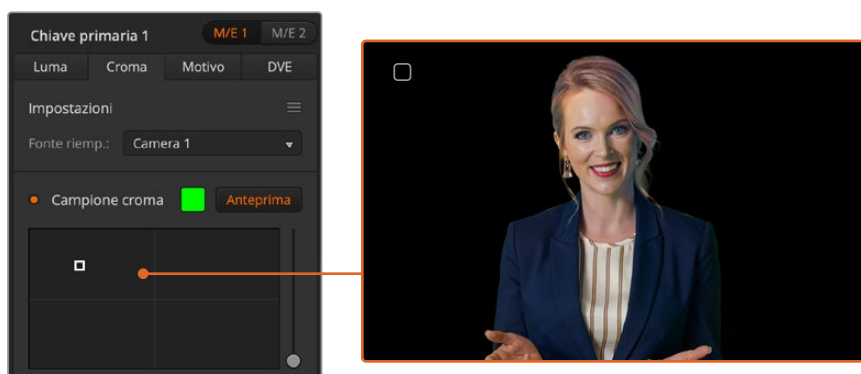 Chiave primaria 1 M/E 1 M/E 2
Luma Croma Motivo DVE
Impostazioni
Fonte riemp.: Camera 1
Campione croma Anteprima